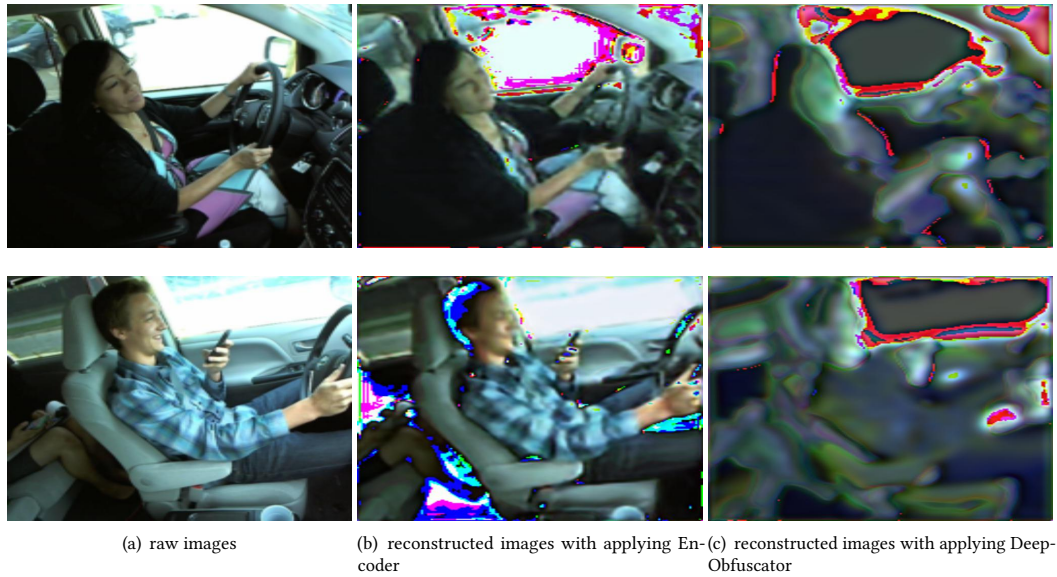 (a) raw images
(b) reconstructed images with applying En-
coder
(c) reconstructed images with applying Deep-
Obfuscator